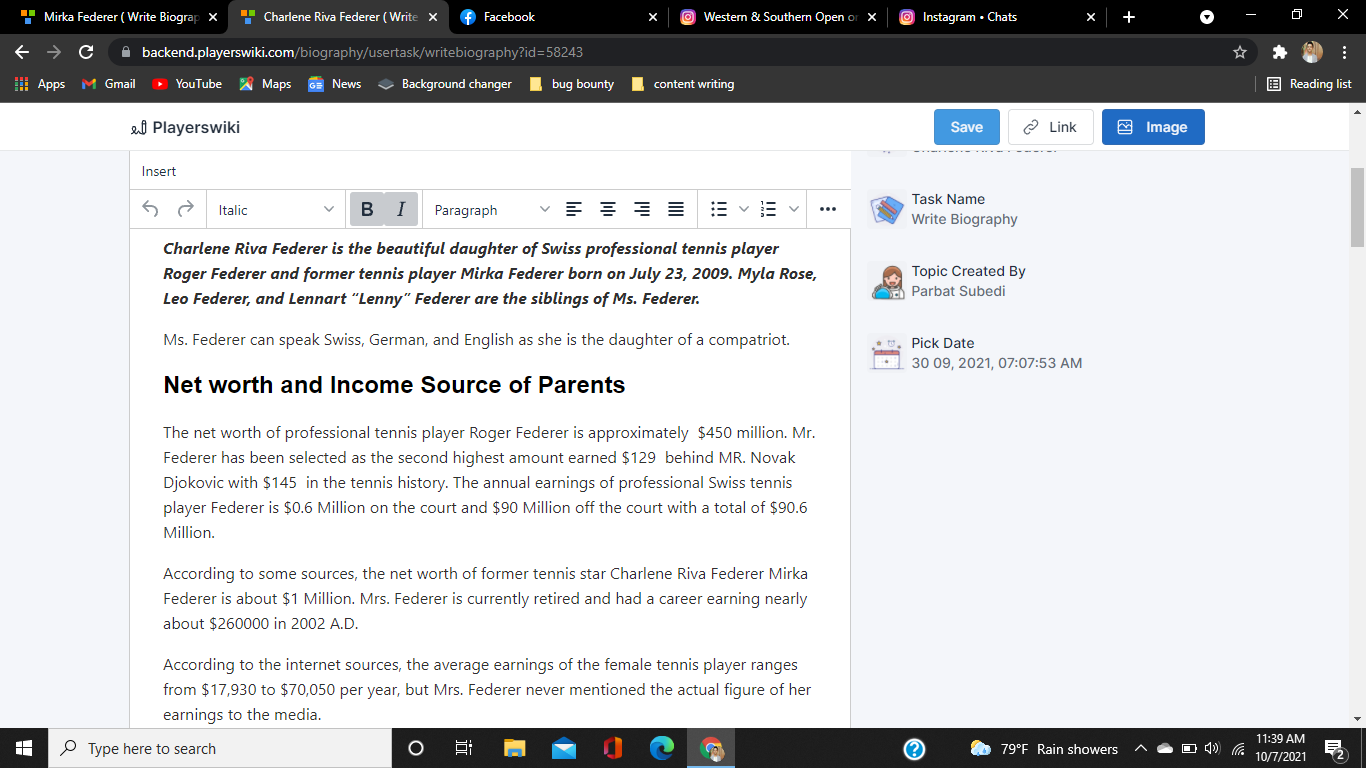 Mirka Federer ( Write Biograp
Charlene Riva Federer ( Write
Facebook
Western & Southern Open or
Instagram • Chats
backend.playerswiki.com/biography/usertask/writebiography?id=58243
Apps
Gmail
YouTube
Maps
News
Background changer
bug bounty
content writing
Reading list
Playerswiki
Save
Link
Image
Insert
Italic
B
I
Paragraph
Charlene Riva Federer is the beautiful daughter of Swiss professional tennis player
Roger Federer and former tennis player Mirka Federer born on July 23, 2009. Myla Rose,
Leo Federer, and Lennart “Lenny” Federer are the siblings of Ms. Federer.
Ms. Federer can speak Swiss, German, and English as she is the daughter of a compatriot.
Net worth and Income Source of Parents
The net worth of professional tennis player Roger Federer is approximately  $450 million. Mr.
Federer has been selected as the second highest amount earned $129  behind MR. Novak
Djokovic with $145  in the tennis history. The annual earnings of professional Swiss tennis
player Federer is $0.6 Million on the court and $90 Million off the court with a total of $90.6
Million.
According to some sources, the net worth of former tennis star Charlene Riva Federer Mirka
Federer is about $1 Million. Mrs. Federer is currently retired and had a career earning nearly
about $260000 in 2002 A.D.
According to the internet sources, the average earnings of the female tennis player ranges
from $17,930 to $70,050 per year, but Mrs. Federer never mentioned the actual figure of her
earnings to the media.
Task Name
Write Biography
Topic Created By
Parbat Subedi
Pick Date
30 09, 2021, 07:07:53 AM
Type here to search
79°F Rain showers
11:39 AM
10/7/2021
2